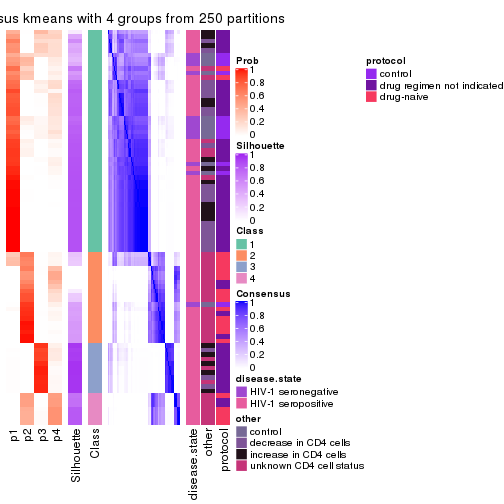 sus kmeans with 4 groups from 250 partitions
p1
p2
p3
p4
Silhouette
Class
disease.state
other
protocol
Prob
1
0.8
0.6
0.4
0.2
0
Silhouette
1
0.8
0.6
0.4
0.2
0
Class
1
2
3
4
Consensus
1
0.8
0.6
0.4
0.2
0
disease.state
HIV-1 seronegative
HIV-1 seropositive
other
control
decrease in CD4 cells
increase in CD4 cells
unknown CD4 cell status
protocol
control
drug regimen not indicated
drug-naive